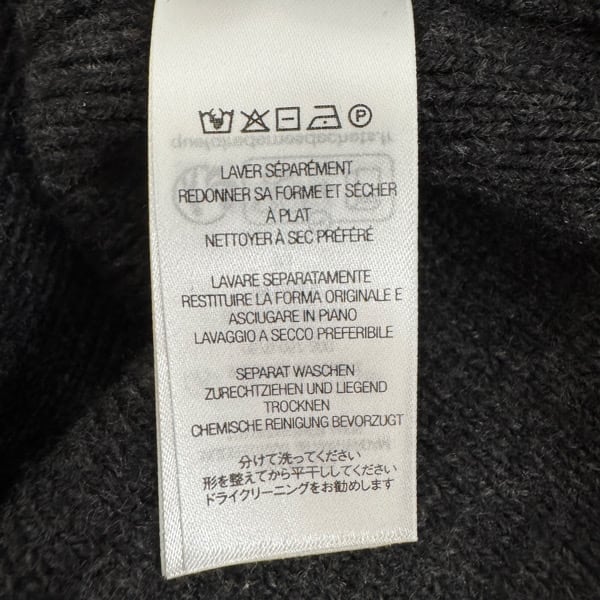 P
LAVER SÉPARÉMENT
REDONNER SA FORME ET SÉCHER
À PLAT
NETTOYER À SEC PRÉFÉRÉ
LAVARE SEPARATAMENTE
RESTITUIRE LA FORMA ORIGINALE E
ASCIUGARE IN PIANO
LAVAGGIO A SECCO PREFERIBILE
SEPARAT WASCHEN
ZURECHTZIEHEN UND LIEGEND
TROCKNEN
CHEMISCHE REINIGUNG BEVORZUGT
分けて洗ってください
形を整えてから平干ししてください
ドライクリーニングをお勧めします